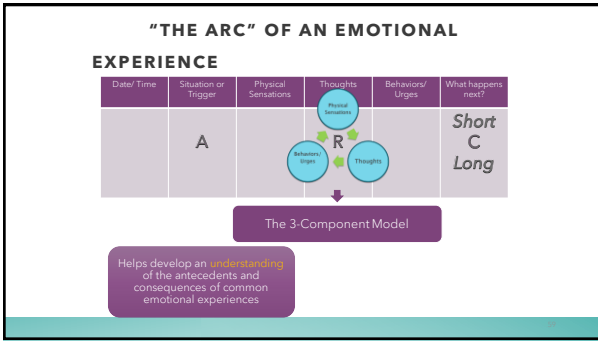 "THE ARC" OF AN EMOTIONAL
EXPERIENCE
Date/ Time
Situation or
Trigger
Physical
Sensations
Thoughts
Behaviors/
Urges
What happens
next?
A
Physical
Sensations
R
Behaviors/
Urges
Thoughts
Short
C
Long
The 3-Component Model
Helps develop an understanding
of the antecedents and
consequences of common
emotional experiences